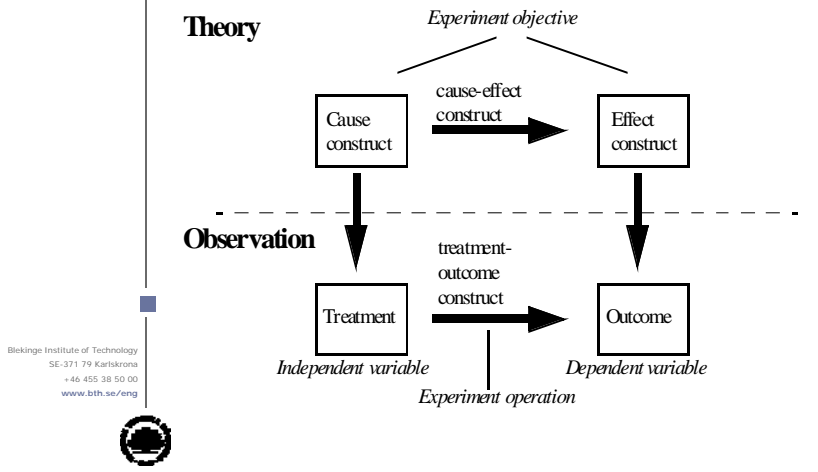 Experiment objective
Theory
cause-effect
construct
Cause
construct
Effect
construct
Observation
treatment-
outcome
construct
Treatment
Outcome
Independent variable
Dependent variable
Experiment operation
Blekinge Institute of Technology
SE-371 79 Karlskrona
+46 455 38 50 00
www.bth.se/eng